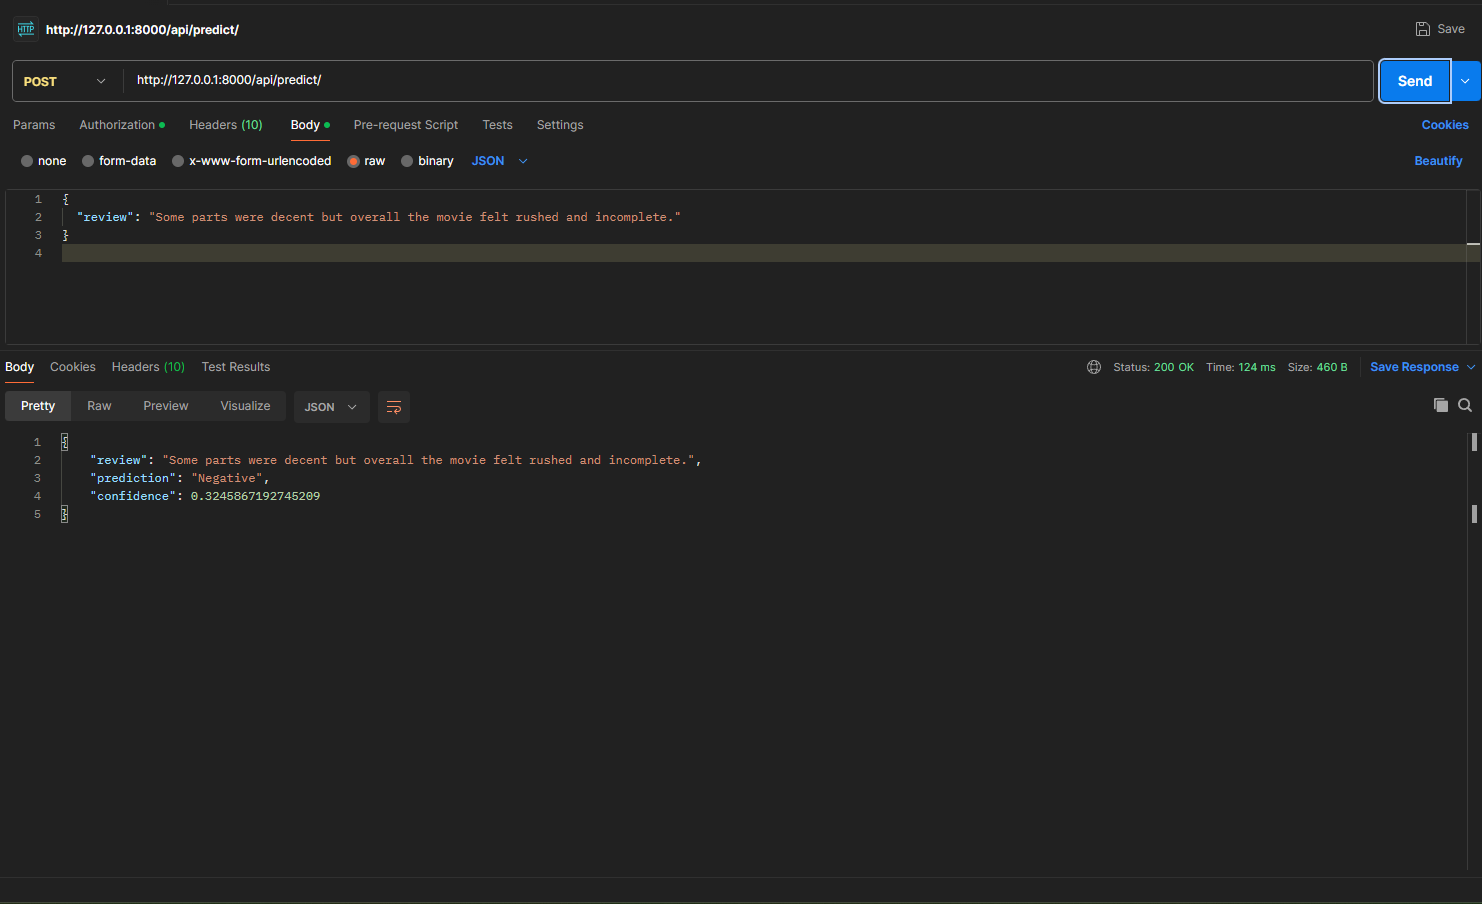 HTTP http://127.0.0.1:8000/api/predict/ Save
POST http://127.0.0.1:8000/api/predict/ Send
Params Authorization Headers (10) Body Pre-request Script Tests Settings Cookies
none form-data x-www-form-urlencoded raw binary JSON Beautify
1 {
2 "review": "Some parts were decent but overall the movie felt rushed and incomplete."
3 }
4
Body Cookies Headers (10) Test Results Status: 200 OK Time: 124 ms Size: 460 B Save Response
Pretty Raw Preview Visualize JSON
1 {
2 "review": "Some parts were decent but overall the movie felt rushed and incomplete.",
3 "prediction": "Negative",
4 "confidence": 0.3245867192745209
5 }